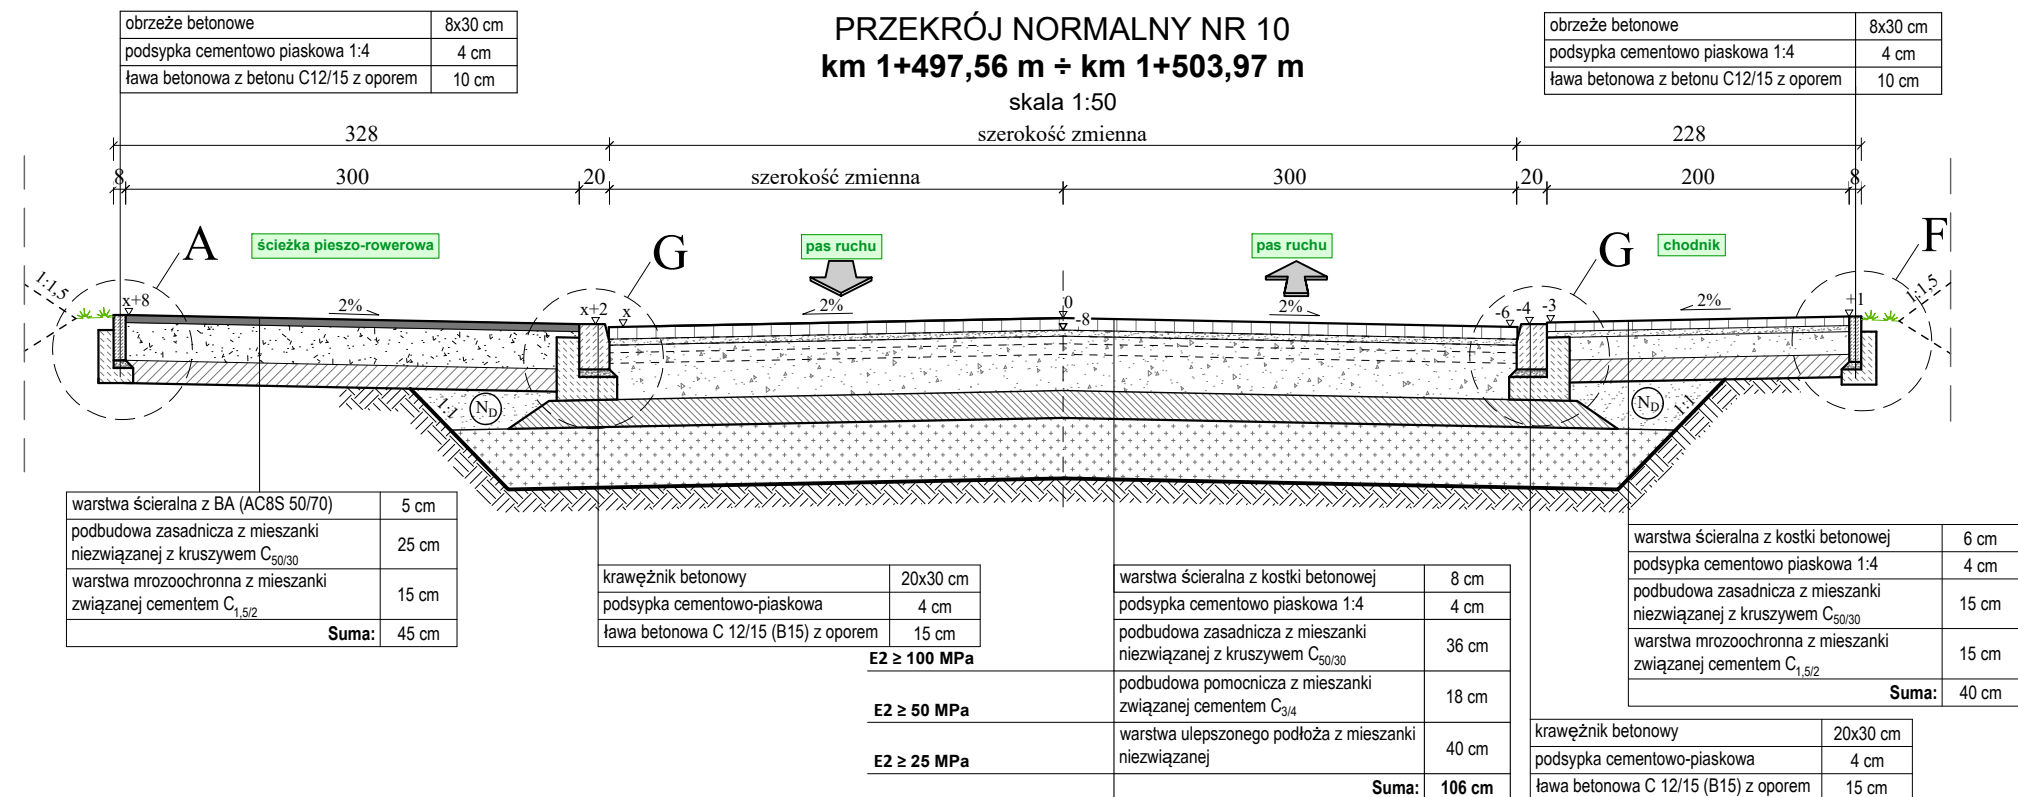 PRZEKRÓJ NORMALNY NR 10
km 1+497,56 m ÷ km 1+503,97 m
skala 1:50
obrzeże betonowe 8x30 cm
podsypka cementowo piaskowa 1:4 4 cm
ława betonowa z betonu C12/15 z oporem 10 cm
obrzeże betonowe 8x30 cm
podsypka cementowo piaskowa 1:4 4 cm
ława betonowa z betonu C12/15 z oporem 10 cm
328 szerokość zmienna 228
8 300 20 szerokość zmienna 300 20 200 8
A ścieżka pieszo-rowerowa G pas ruchu pas ruchu G chodnik F
1:1,5 x+8 2% x+2 x 2% 0 -8 2% -6 -4 -3 2% +1 1:1,5
1:1 N_D N_D 1:1
warstwa ścieralna z BA (AC8S 50/70) 5 cm
podbudowa zasadnicza z mieszanki
niezwiązanej z kruszywem C50/30 25 cm
warstwa mrozoochronna z mieszanki
związanej cementem C1,5/2 15 cm
Suma: 45 cm
krawężnik betonowy 20x30 cm
podsypka cementowo-piaskowa 4 cm
ława betonowa C 12/15 (B15) z oporem 15 cm
E2 ≥ 100 MPa
E2 ≥ 50 MPa
E2 ≥ 25 MPa
warstwa ścieralna z kostki betonowej 8 cm
podsypka cementowo piaskowa 1:4 4 cm
podbudowa zasadnicza z mieszanki
niezwiązanej z kruszywem C50/30 36 cm
podbudowa pomocnicza z mieszanki
związanej cementem C3/4 18 cm
warstwa ulepszonego podłoża z mieszanki
niezwiązanej 40 cm
Suma: 106 cm
warstwa ścieralna z kostki betonowej 6 cm
podsypka cementowo piaskowa 1:4 4 cm
podbudowa zasadnicza z mieszanki
niezwiązanej z kruszywem C50/30 15 cm
warstwa mrozoochronna z mieszanki
związanej cementem C1,5/2 15 cm
Suma: 40 cm
krawężnik betonowy 20x30 cm
podsypka cementowo-piaskowa 4 cm
ława betonowa C 12/15 (B15) z oporem 15 cm